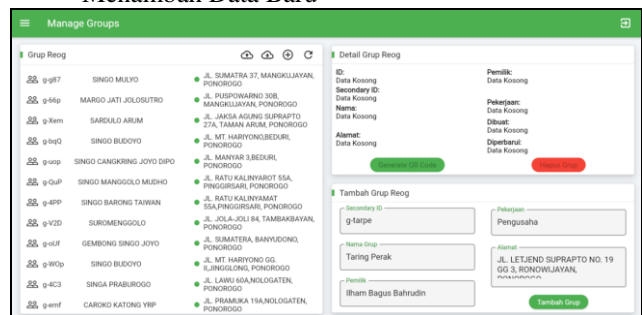 Menambah Data Baru
Manage Groups
Grup Reog
g-g87 SINGO MULYO JL. SUMATRA 37, MANGKUJAYAN,
PONOROGO
g-66p MARGO JATI JOLOSUTRO JL. PUSPOWARNO 30B,
MANGKUJAYAN, PONOROGO
g-Xem SARDULO ARUM JL. JAKSA AGUNG SUPRAPTO
27A, TAMAN ARUM, PONOROGO
g-bqQ SINGO BUDOYO JL. MT. HARIYONO,BEDURI,
PONOROGO
g-uop SINGO CANGKRING JOYO DIPO JL. MANYAR 3,BEDURI,
PONOROGO
g-QuP SINGO MANGGOLO MUDHO JL. RATU KALINYAROT 55A,
PINGGIRSARI, PONOROGO
g-4PP SINGO BARONG TAIWAN JL. RATU KALINYAMAT
55A,PINGGIRSARI, PONOROGO
g-V2D SUROMENGGOLO JL. JOLA-JOLI 84, TAMBAKBAYAN,
PONOROGO
g-oUf GEMBONG SINGO JOYO JL. SUMATERA, BANYUDONO,
PONOROGO
g-WOp SINGO BUDOYO JL. MT. HARIYONO GG.
II,JINGGLONG, PONOROGO
g-4C3 SINGA PRABUROGO JL. LAWU 60A,NOLOGATEN,
PONOROGO
g-emf CAROKO KATONG YRP JL. PRAMUKA 19A,NOLOGATEN,
PONOROGO
Detail Grup Reog
ID:
Data Kosong
Secondary ID:
Data Kosong
Nama:
Data Kosong
Alamat:
Data Kosong
Pemilik:
Data Kosong
Pekerjaan:
Data Kosong
Dibuat:
Data Kosong
Diperbarui:
Data Kosong
Generate QR Code
Hapus Grup
Tambah Grup Reog
Secondary ID
g-tarpe
Nama Grup
Taring Perak
Pemilik
Ilham Bagus Bahrudin
Pekerjaan
Pengusaha
Alamat
JL. LETJEND SUPRAPTO NO. 19
GG 3, RONOWIJAYAN,
PONOROGO
Tambah Grup